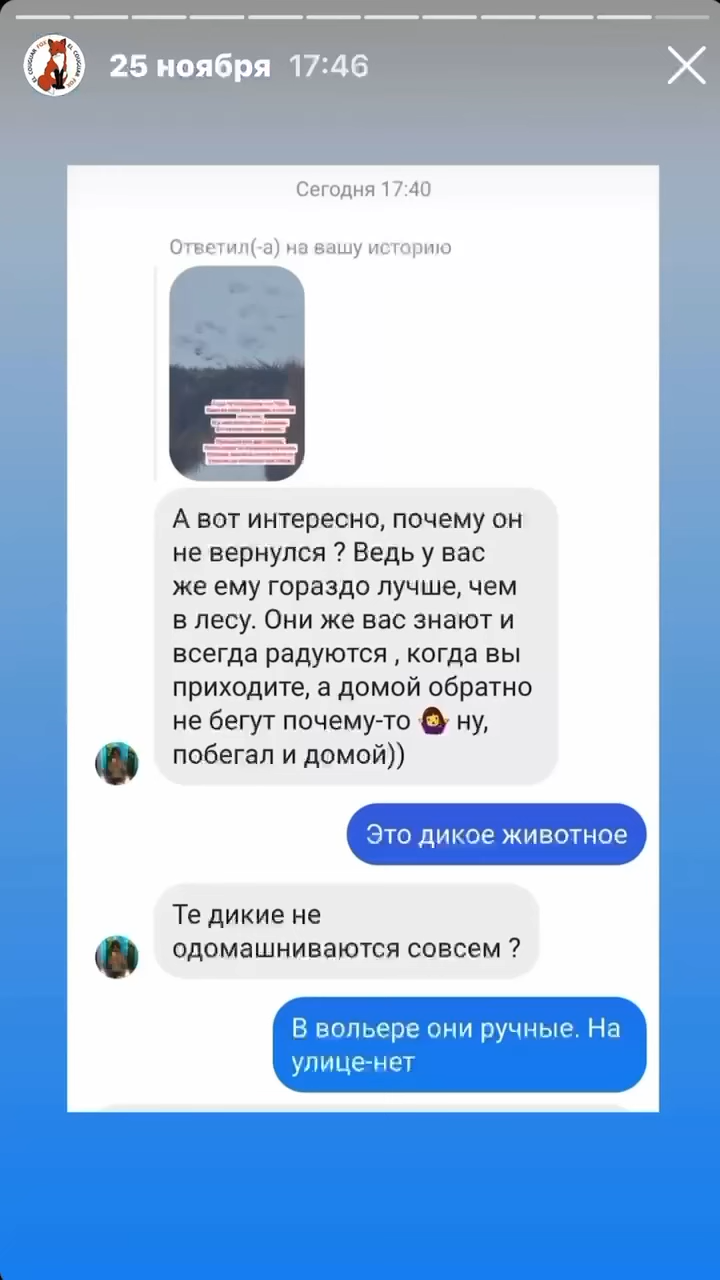 25 ноября 17:46
Сегодня 17:40
Ответил(-а) на вашу историю
А вот интересно, почему он
не вернулся ? Ведь у вас
же ему гораздо лучше, чем
в лесу. Они же вас знают и
всегда радуются , когда вы
приходите, а домой обратно
не бегут почему-то 🤷‍♀️ ну,
побегал и домой))
Это дикое животное
Те дикие не
одомашниваются совсем ?
В вольере они ручные. На
улице-нет